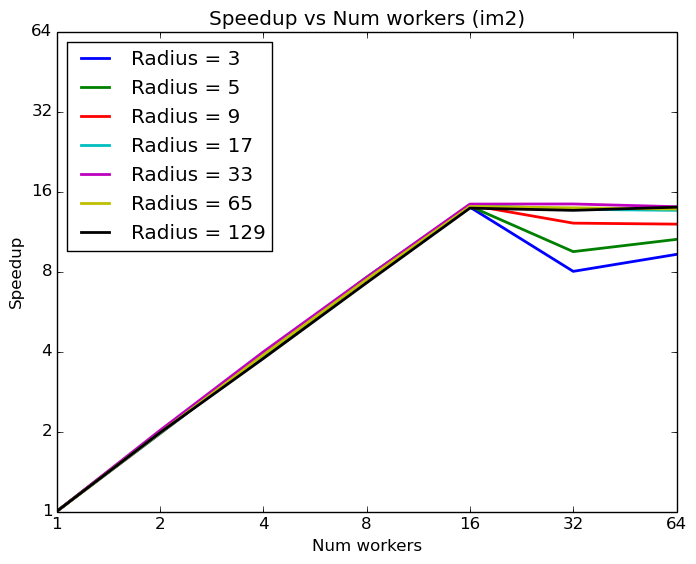 Speedup vs Num workers (im2)
64
32
16
8
4
2
1
Speedup
Radius = 3
Radius = 5
Radius = 9
Radius = 17
Radius = 33
Radius = 65
Radius = 129
1 2 4 8 16 32 64
Num workers